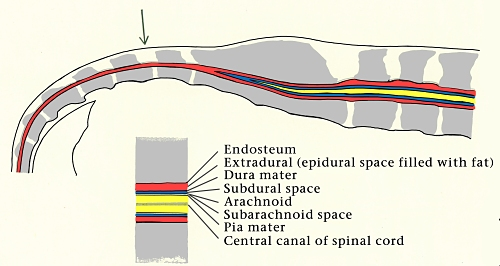 Endosteum
Extradural (epidural space filled with fat)
Dura mater
Subdural space
Arachnoid
Subarachnoid space
Pia mater
Central canal of spinal cord